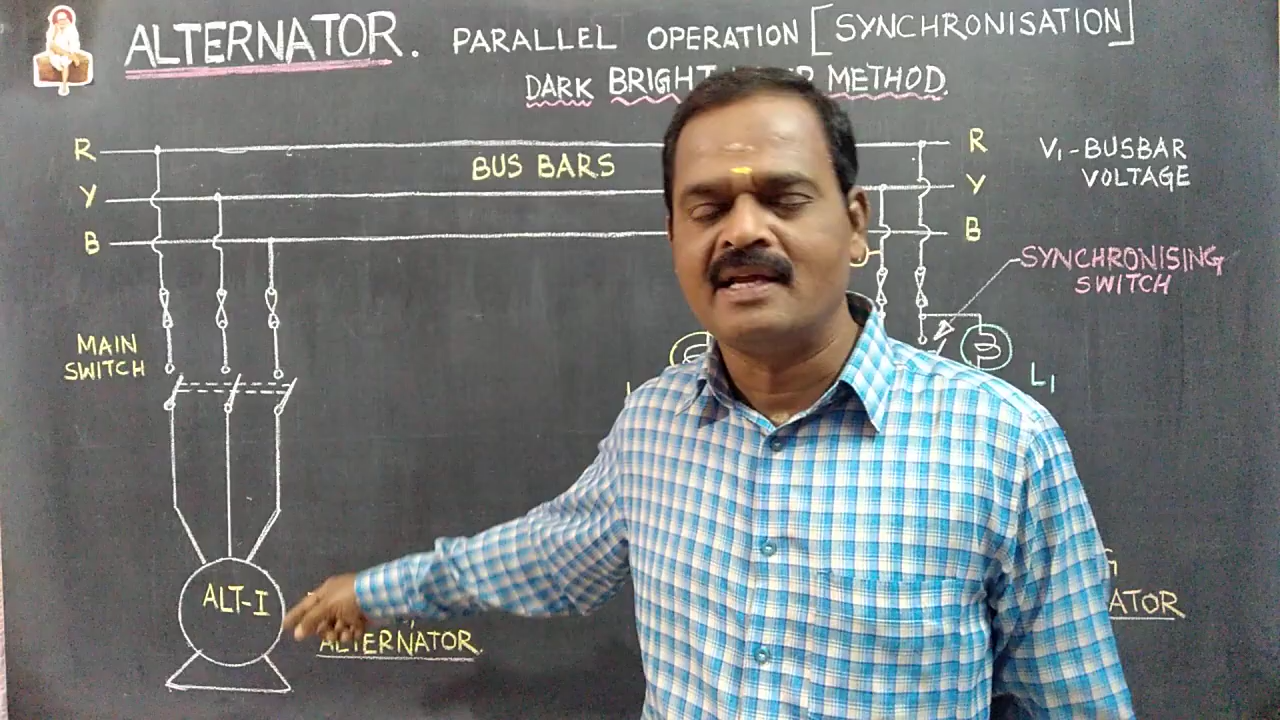 ALTERNATOR. PARALLEL OPERATION [SYNCHRONISATION]
DARK BRIGHT METHOD.
R
R
V₁ - BUSBAR
VOLTAGE
BUS BARS
Y
Y
B
B
SYNCHRONISING
SWITCH
MAIN
SWITCH
L₁
ALT-I
ALTERNATOR
ATOR